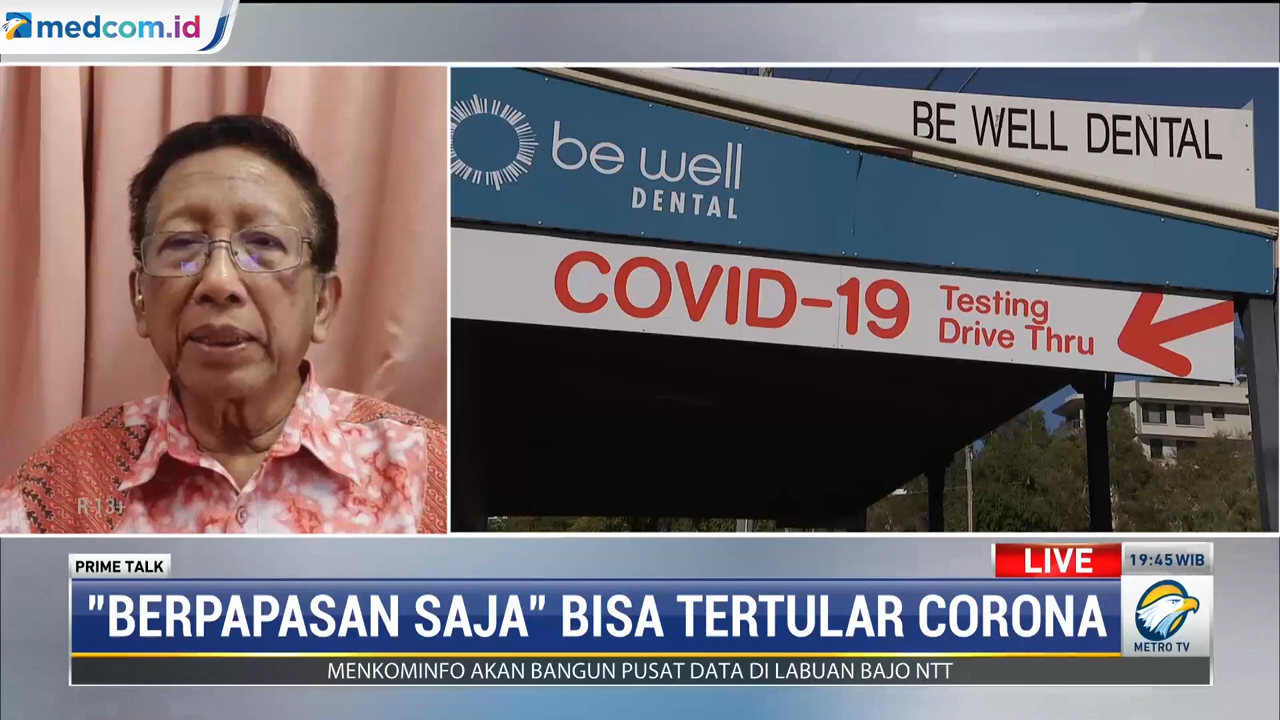 medcom.id
BE WELL DENTAL
be well
DENTAL
COVID-19 Testing
Drive Thru
R 13+
PRIME TALK
LIVE
19:45 WIB
"BERPAPASAN SAJA" BISA TERTULAR CORONA
METRO TV
MENKOMINFO AKAN BANGUN PUSAT DATA DI LABUAN BAJO NTT